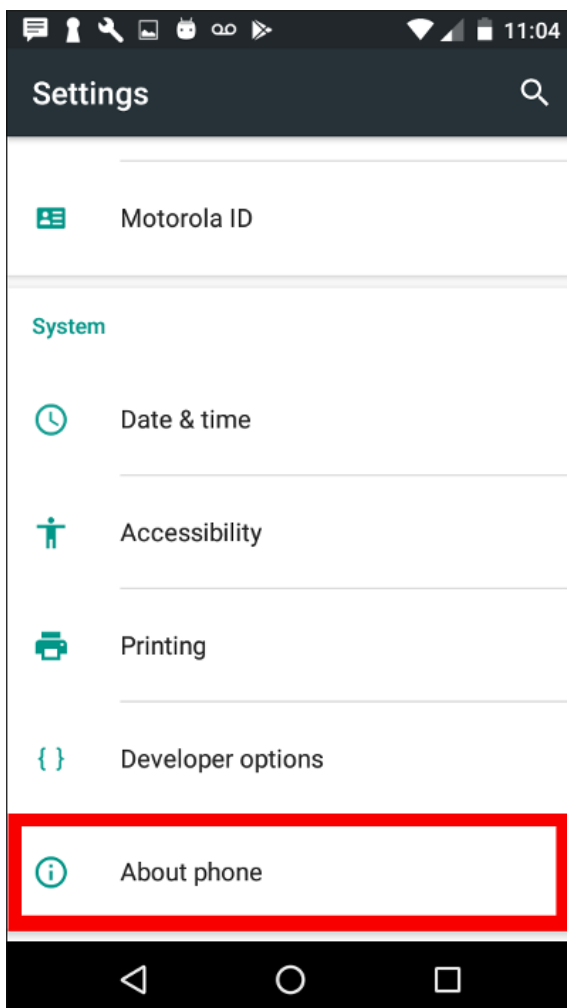 11:04
Settings
Motorola ID
System
Date & time
Accessibility
Printing
{ } Developer options
About phone